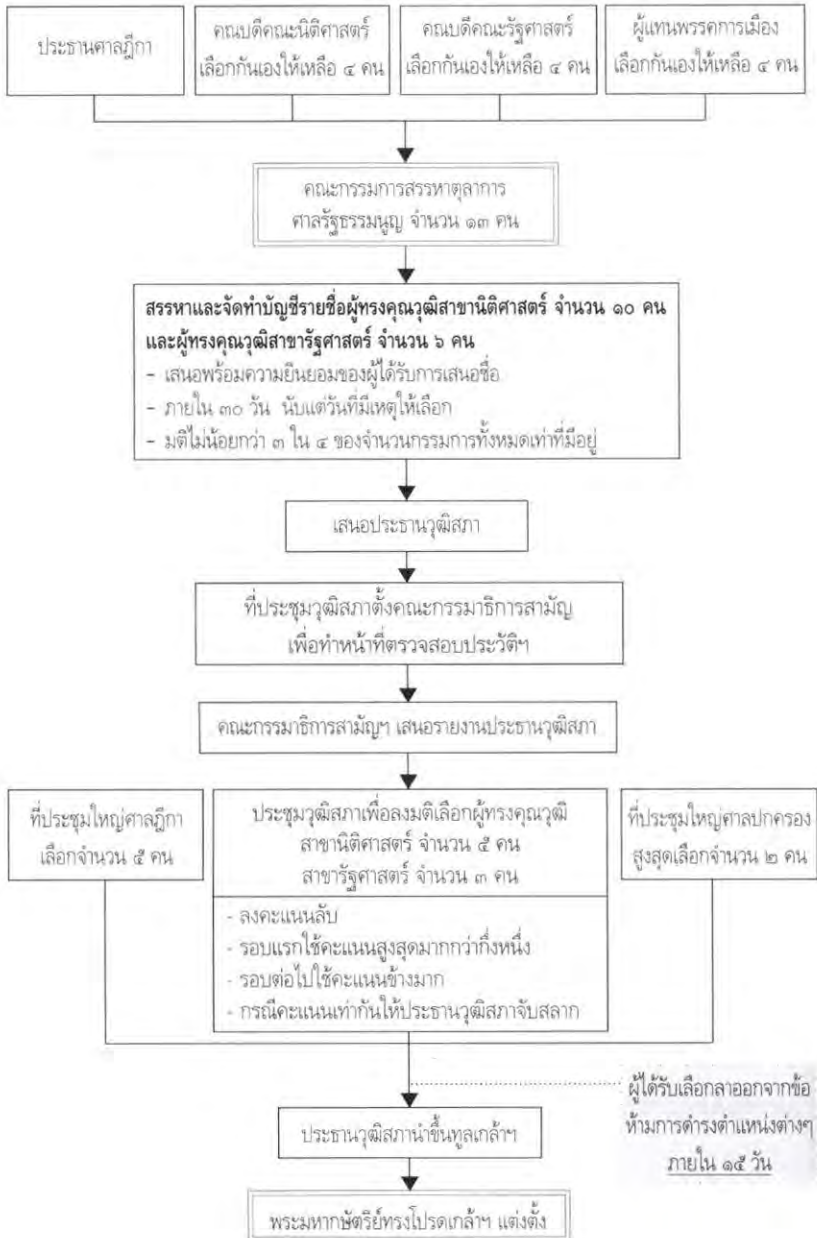 ประธานศาลฎีกา
คณบดีคณะนิติศาสตร์
เลือกกันเองให้เหลือ ๔ คน
คณบดีคณะรัฐศาสตร์
เลือกกันเองให้เหลือ ๔ คน
ผู้แทนพรรคการเมือง
เลือกกันเองให้เหลือ ๔ คน
คณะกรรมการสรรหาตุลาการ
ศาลรัฐธรรมนูญ จำนวน ๑๓ คน
สรรหาและจัดทำบัญชีรายชื่อผู้ทรงคุณวุฒิสาขานิติศาสตร์ จำนวน ๑๐ คน
และผู้ทรงคุณวุฒิสาขารัฐศาสตร์ จำนวน ๖ คน
- เสนอพร้อมความยินยอมของผู้ได้รับการเสนอชื่อ
- ภายใน ๓๐ วัน นับแต่วันที่มีเหตุให้เลือก
- มติไม่น้อยกว่า ๓ ใน ๔ ของจำนวนกรรมการทั้งหมดเท่าที่มีอยู่
เสนอประธานวุฒิสภา
ที่ประชุมวุฒิสภาตั้งคณะกรรมาธิการสามัญ
เพื่อทำหน้าที่ตรวจสอบประวัติฯ
คณะกรรมาธิการสามัญฯ เสนอรายงานประธานวุฒิสภา
ที่ประชุมใหญ่ศาลฎีกา
เลือกจำนวน ๕ คน
ประชุมวุฒิสภาเพื่อลงมติเลือกผู้ทรงคุณวุฒิ
สาขานิติศาสตร์ จำนวน ๕ คน
สาขารัฐศาสตร์ จำนวน ๓ คน
- ลงคะแนนลับ
- รอบแรกใช้คะแนนสูงสุดมากกว่ากึ่งหนึ่ง
- รอบต่อไปใช้คะแนนข้างมาก
- กรณีคะแนนเท่ากันให้ประธานวุฒิสภาจับสลาก
ที่ประชุมใหญ่ศาลปกครอง
สูงสุดเลือกจำนวน ๒ คน
ผู้ได้รับเลือกลาออกจากข้อ
ห้ามการดำรงตำแหน่งต่างๆ
ภายใน ๑๕ วัน
ประธานวุฒิสภานำขึ้นทูลเกล้าฯ
พระมหากษัตริย์ทรงโปรดเกล้าฯ แต่งตั้ง